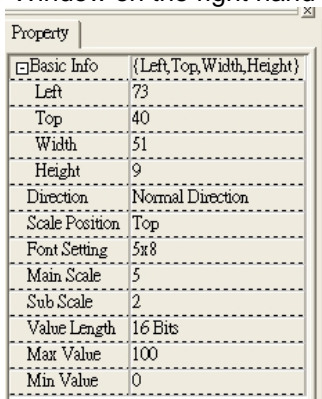 Window on the right hand
Property
Basic Info {Left,Top,Width,Height}
Left 73
Top 40
Width 51
Height 9
Direction Normal Direction
Scale Position Top
Font Setting 5x8
Main Scale 5
Sub Scale 2
Value Length 16 Bits
Max Value 100
Min Value 0